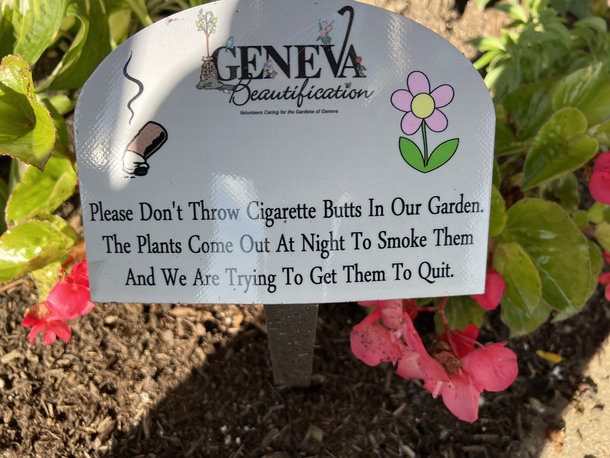 GENEVA
Beautification
Volunteers Caring for the Gardens of Geneva
Please Don't Throw Cigarette Butts In Our Garden.
The Plants Come Out At Night To Smoke Them
And We Are Trying To Get Them To Quit.